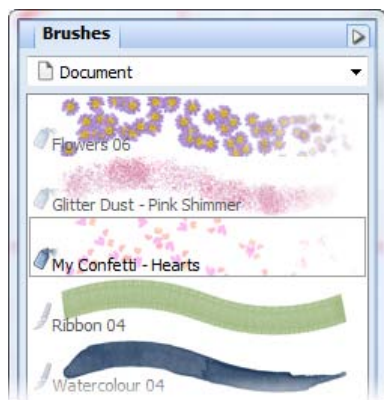 Brushes
Document
Flowers 06
Glitter Dust - Pink Shimmer
My Confetti - Hearts
Ribbon 04
Watercolour 04